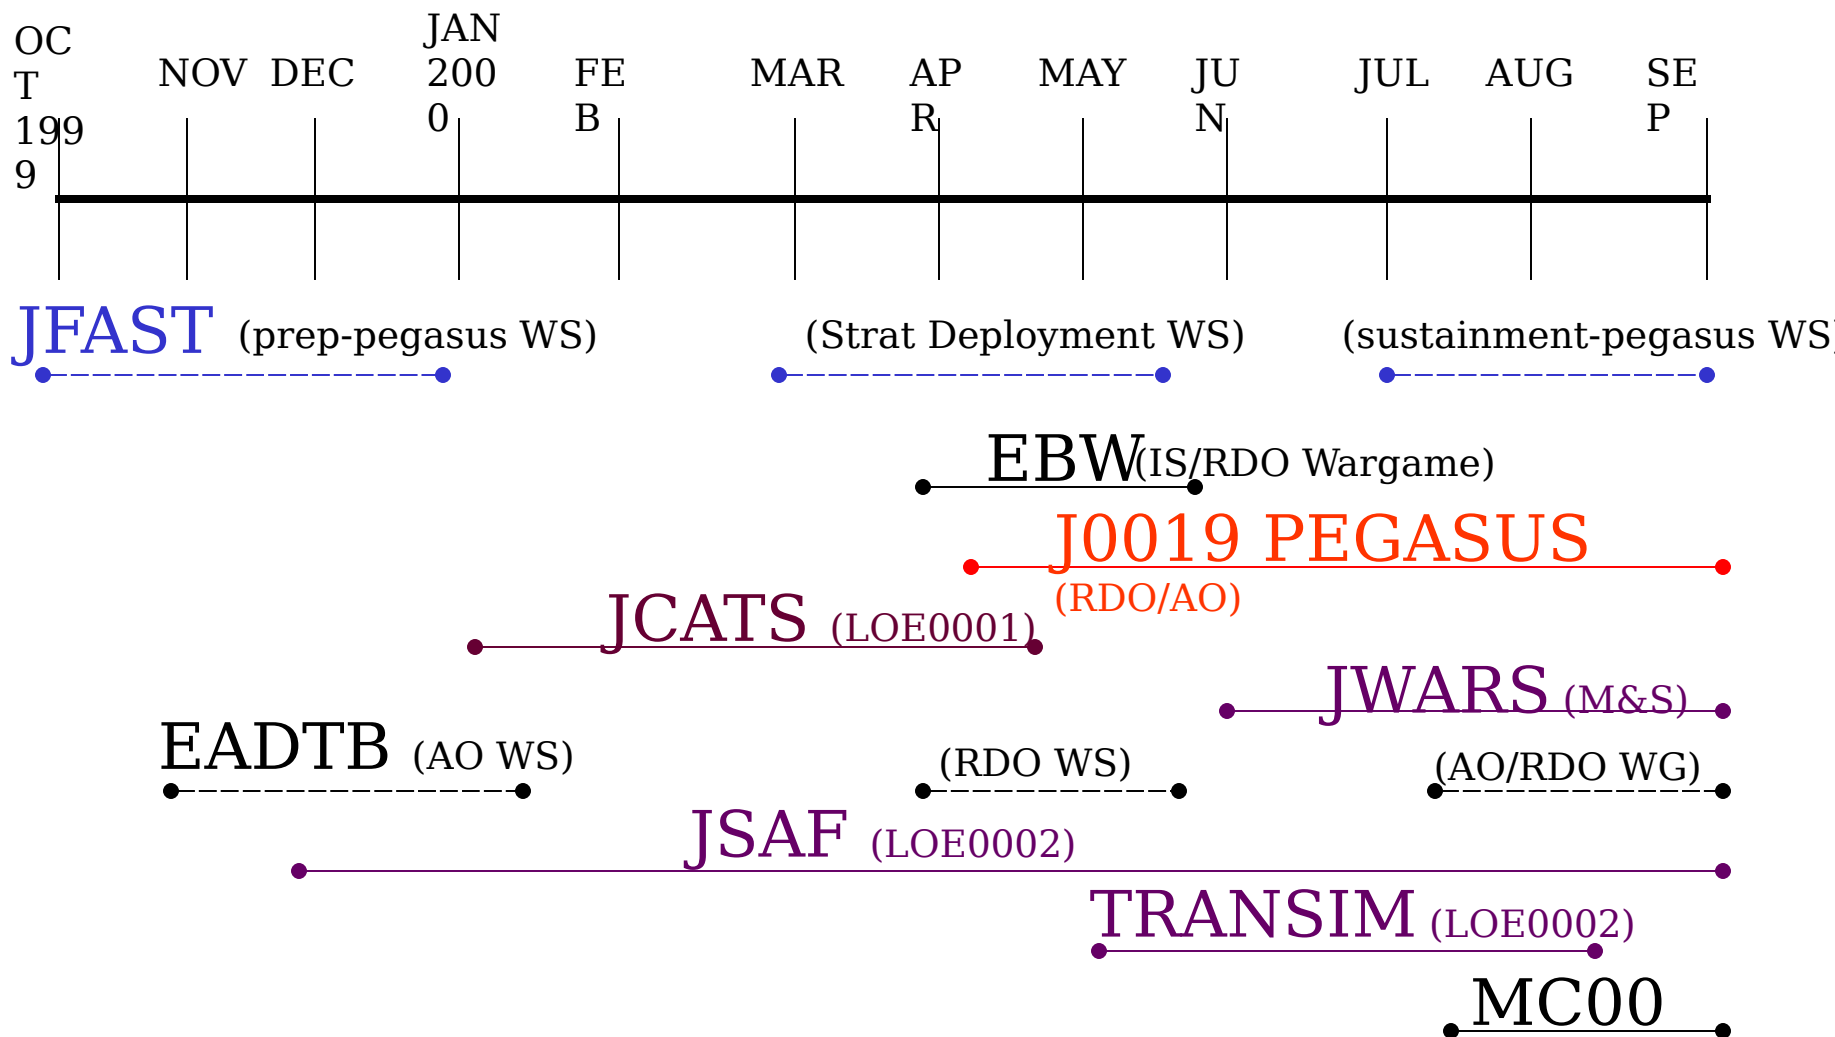 OC
T
199
9
NOV
DEC
JAN
200
0
FE
B
MAR
AP
R
MAY
JU
N
JUL
AUG
SE
P
JFAST (prep-pegasus WS)
(Strat Deployment WS)
(sustainment-pegasus WS)
EBW (IS/RDO Wargame)
J0019 PEGASUS
(RDO/AO)
JCATS (LOE0001)
JWARS (M&S)
EADTB (AO WS)
(RDO WS)
(AO/RDO WG)
JSAF (LOE0002)
TRANSIM (LOE0002)
MC00